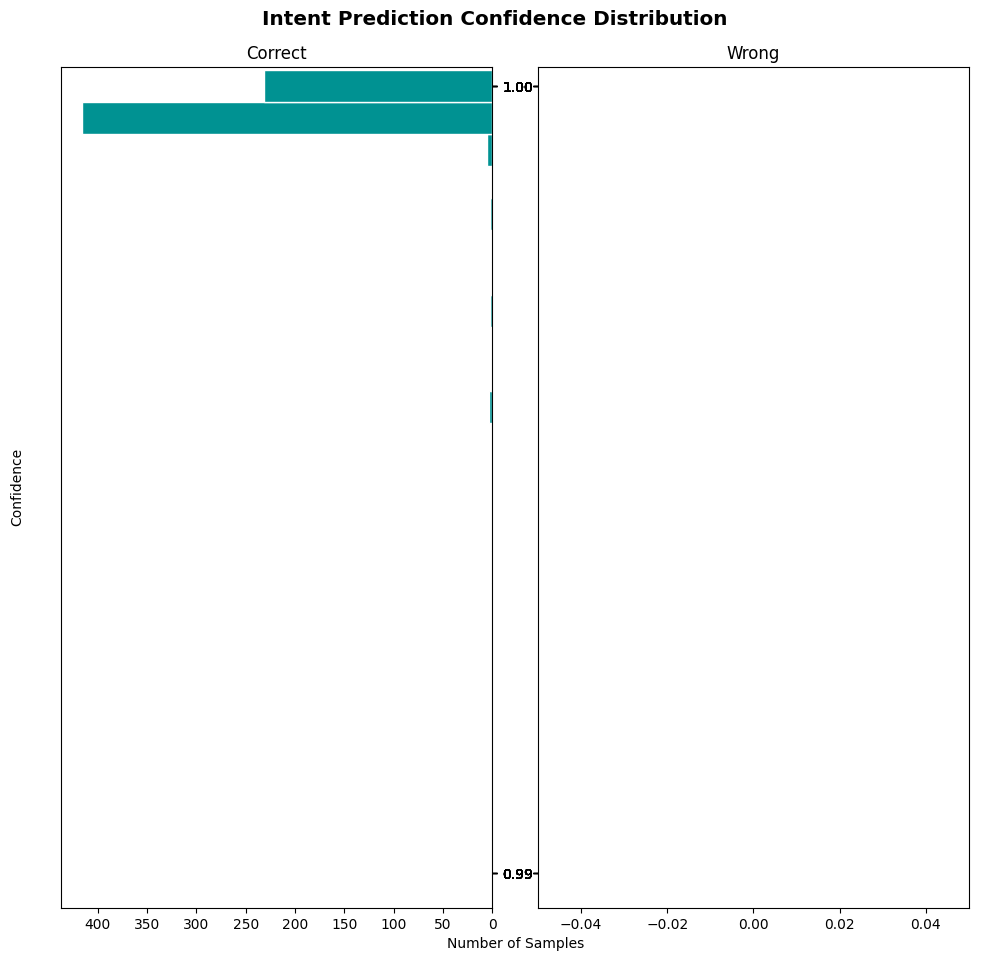 Intent Prediction Confidence Distribution
Correct
Wrong
1.00
Confidence
0.99
400 350 300 250 200 150 100 50 0
−0.04 −0.02 0.00 0.02 0.04
Number of Samples